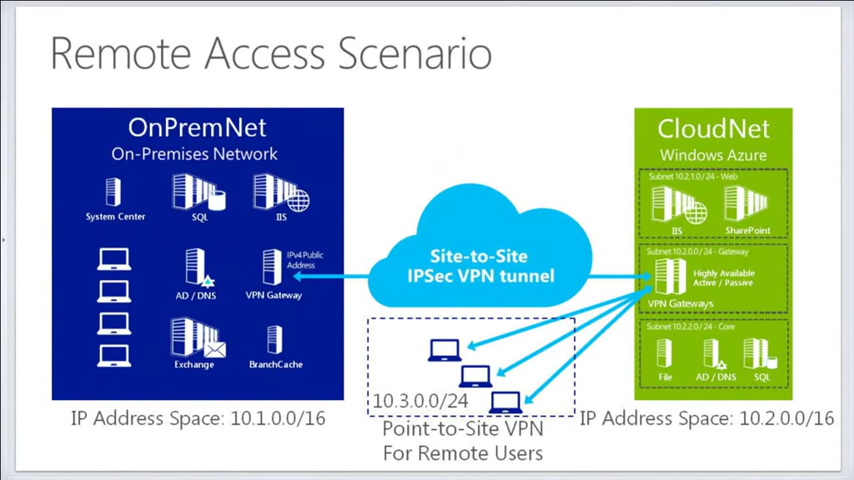 Remote Access Scenario
OnPremNet
On-Premises Network
System Center
SQL
IIS
IPv4 Public
Address
AD / DNS
VPN Gateway
Exchange
BranchCache
IP Address Space: 10.1.0.0/16
Site-to-Site
IPSec VPN tunnel
10.3.0.0/24
Point-to-Site VPN
For Remote Users
CloudNet
Windows Azure
Subnet 10.2.1.0/ 24 - Web
IIS
SharePoint
Subnet 10.2.0.0/ 24 - Gateway
Highly Available
Active / Passive
VPN Gateways
Subnet 10.2.2.0/ 24 - Core
File
AD / DNS
SQL
IP Address Space: 10.2.0.0/16